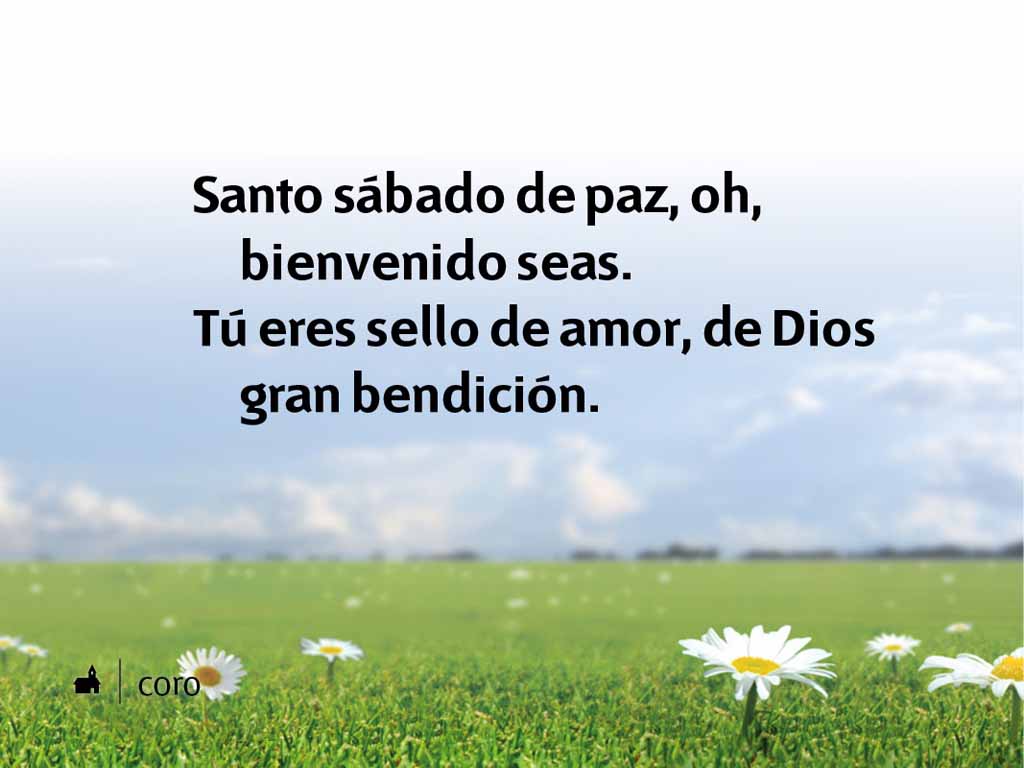 Santo sábado de paz, oh,
bienvenido seas.
Tú eres sello de amor, de Dios
gran bendición.
coro